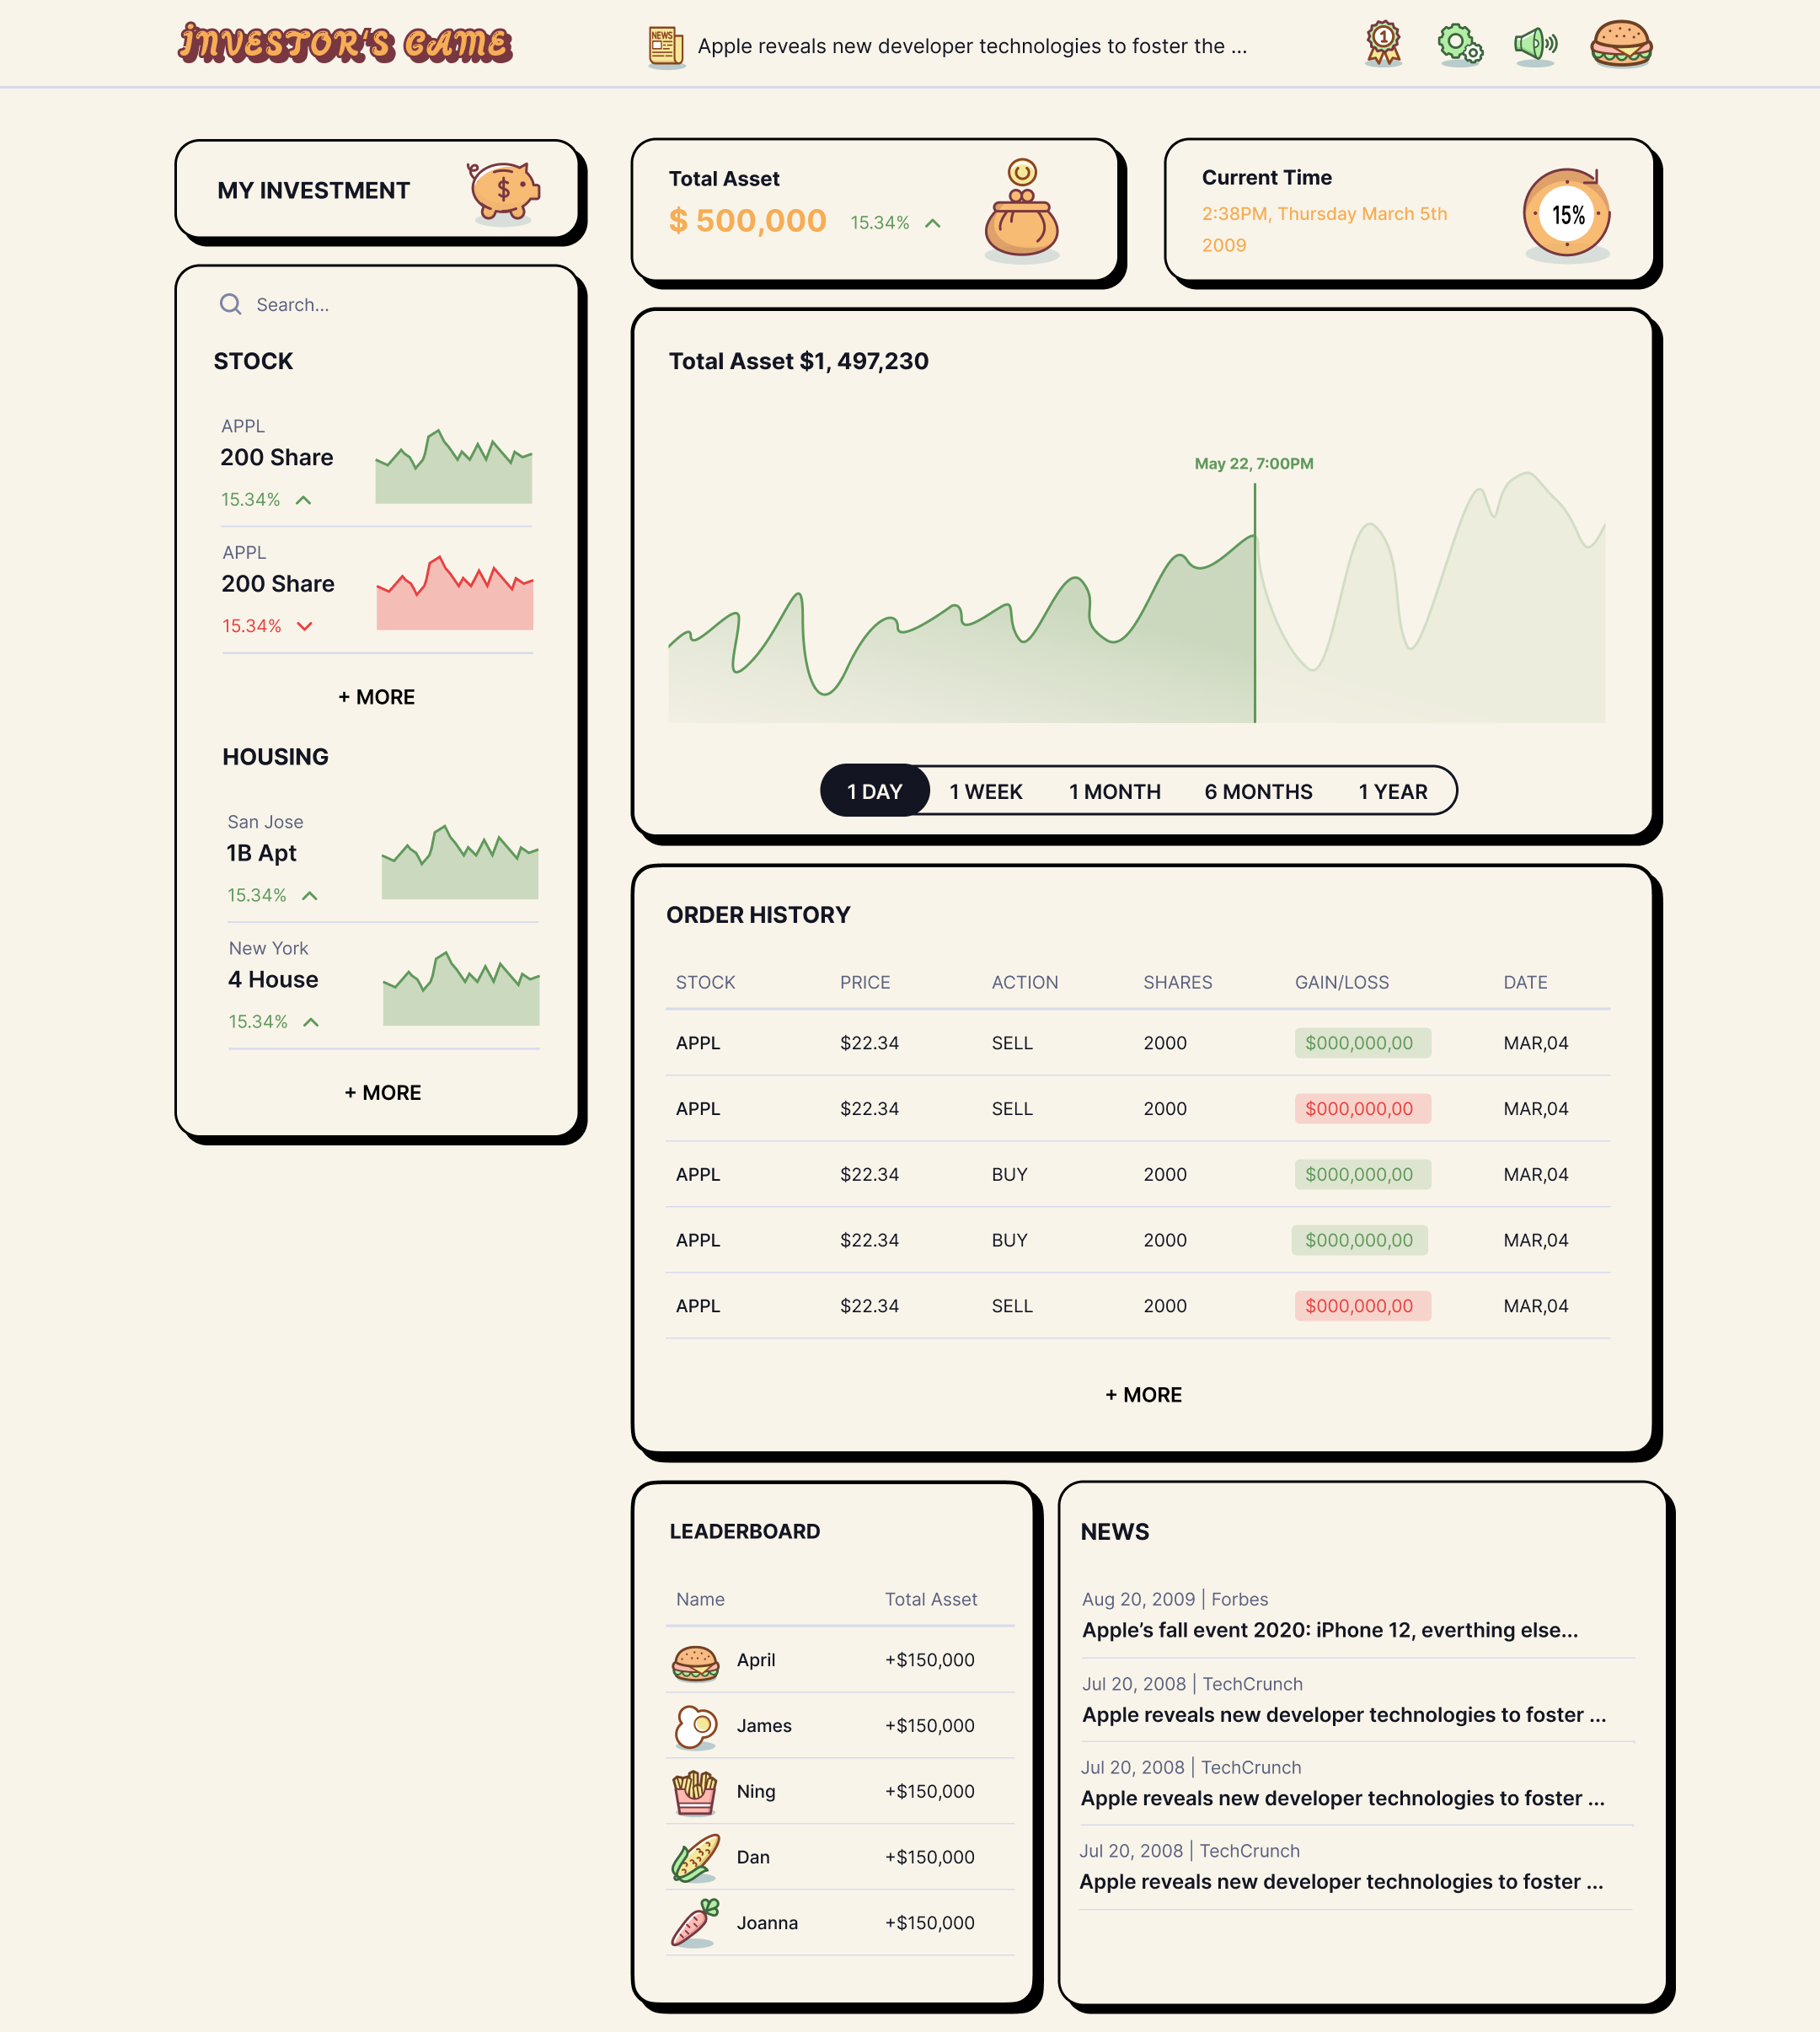 iNVESTOR'S GAME
NEWS
Apple reveals new developer technologies to foster the ...
1
MY INVESTMENT
$
Total Asset
$ 500,000 15.34%
Current Time
2:38PM, Thursday March 5th
2009
15%
Search...
STOCK
APPL
200 Share
15.34%
APPL
200 Share
15.34%
+ MORE
HOUSING
San Jose
1B Apt
15.34%
New York
4 House
15.34%
+ MORE
Total Asset $1, 497,230
May 22, 7:00PM
1 DAY 1 WEEK 1 MONTH 6 MONTHS 1 YEAR
ORDER HISTORY
STOCK PRICE ACTION SHARES GAIN/LOSS DATE
APPL $22.34 SELL 2000 $000,000,00 MAR,04
APPL $22.34 SELL 2000 $000,000,00 MAR,04
APPL $22.34 BUY 2000 $000,000,00 MAR,04
APPL $22.34 BUY 2000 $000,000,00 MAR,04
APPL $22.34 SELL 2000 $000,000,00 MAR,04
+ MORE
LEADERBOARD
Name Total Asset
April +$150,000
James +$150,000
Ning +$150,000
Dan +$150,000
Joanna +$150,000
NEWS
Aug 20, 2009 | Forbes
Apple’s fall event 2020: iPhone 12, everthing else...
Jul 20, 2008 | TechCrunch
Apple reveals new developer technologies to foster ...
Jul 20, 2008 | TechCrunch
Apple reveals new developer technologies to foster ...
Jul 20, 2008 | TechCrunch
Apple reveals new developer technologies to foster ...